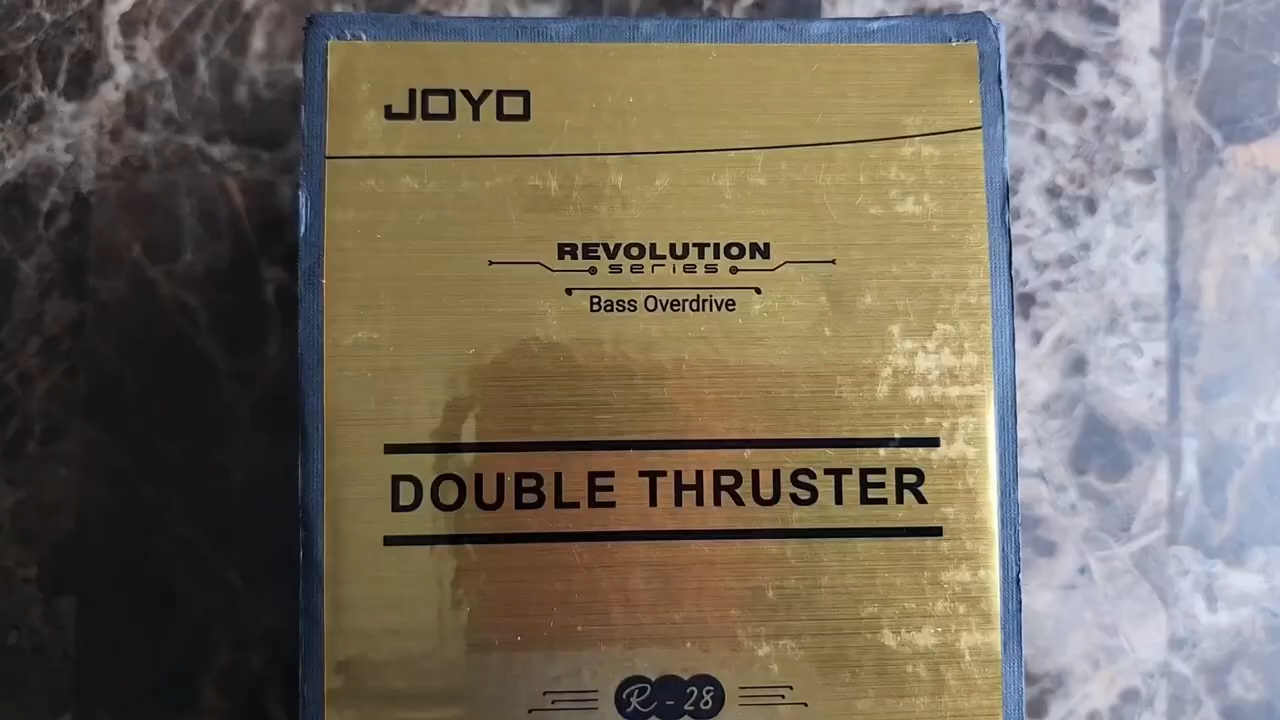 JOYO
REVOLUTION
series
Bass Overdrive
DOUBLE THRUSTER
R - 28